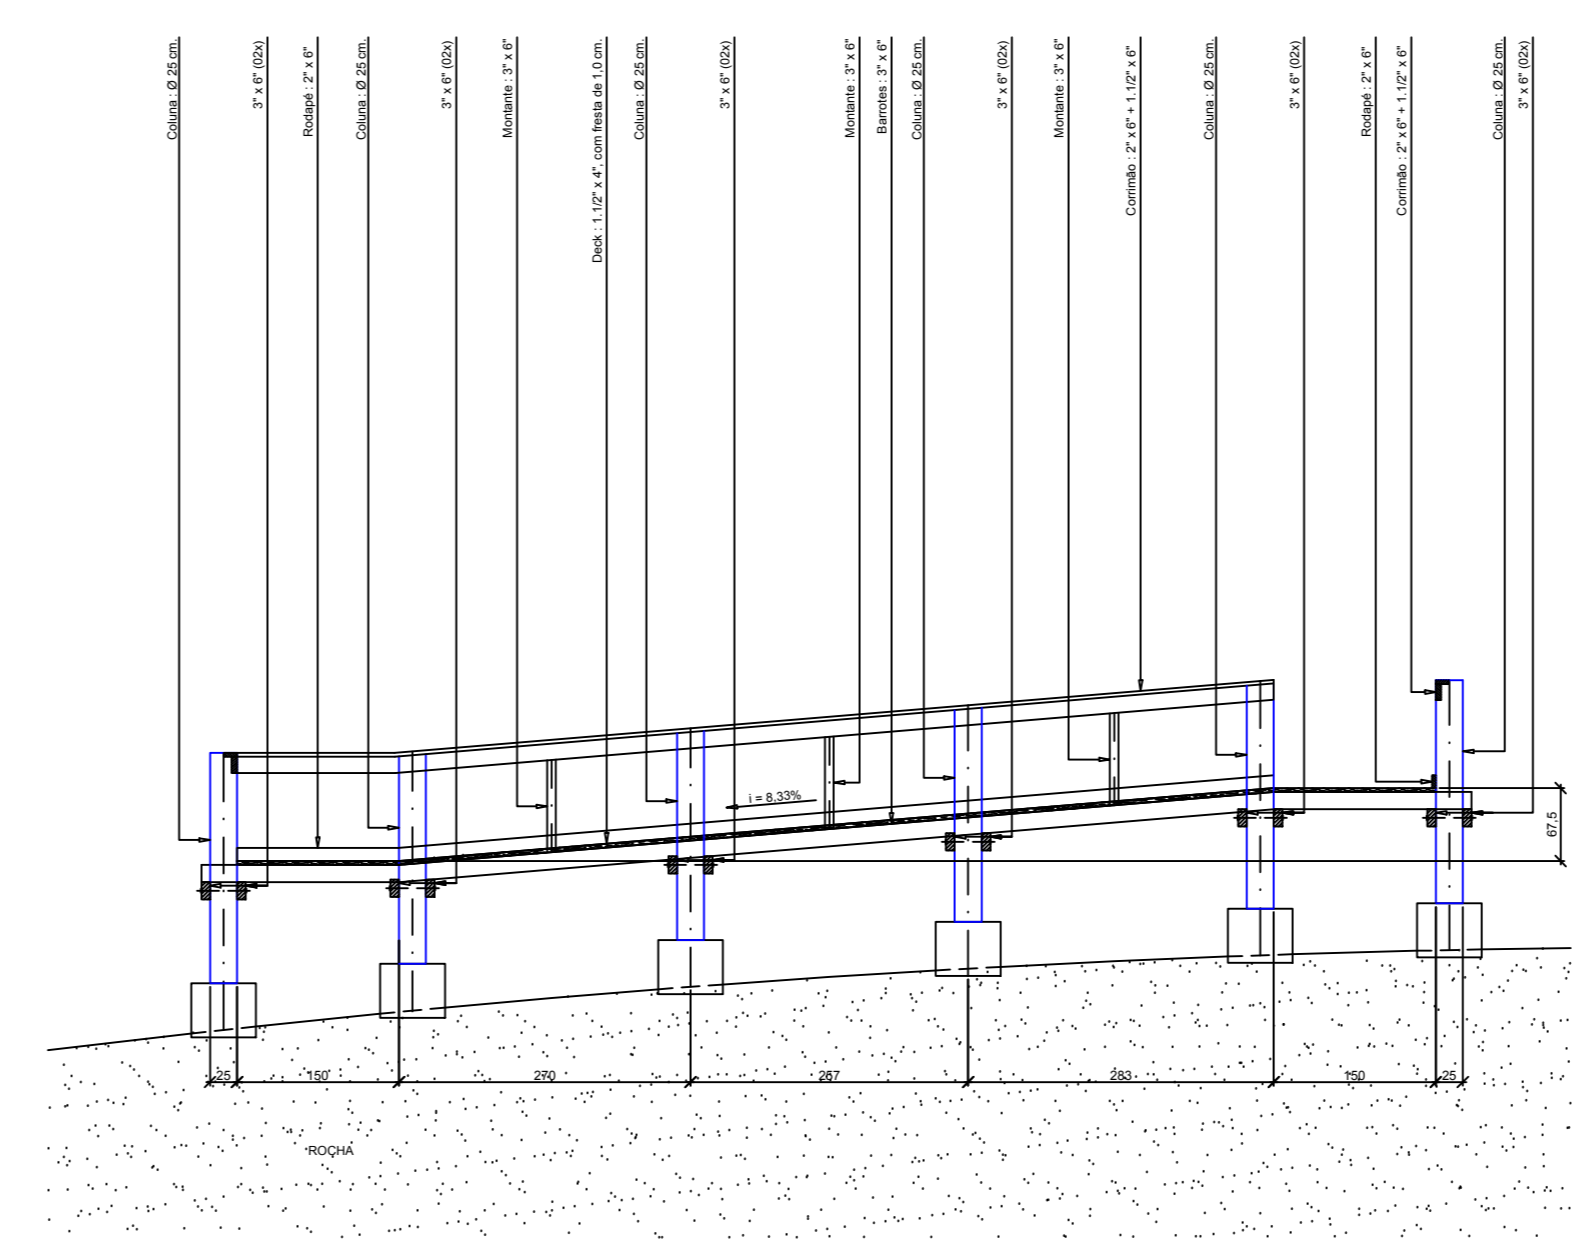 Coluna : Ø 25 cm.
3" x 6" (02x)
Rodapé : 2" x 6"
Coluna : Ø 25 cm.
3" x 6" (02x)
Montante : 3" x 6"
Deck : 1.1/2" x 4", com fresta de 1,0 cm.
Coluna : Ø 25 cm.
3" x 6" (02x)
Montante : 3" x 6"
Barrotes : 3" x 6"
Coluna : Ø 25 cm.
3" x 6" (02x)
Montante : 3" x 6"
Corrimão : 2" x 6" + 1.1/2" x 6"
Coluna : Ø 25 cm.
3" x 6" (02x)
Rodapé : 2" x 6"
Corrimão : 2" x 6" + 1.1/2" x 6"
Coluna : Ø 25 cm.
3" x 6" (02x)
i = 8,33%
67,5
25
150
270
267
283
150
25
ROCHA